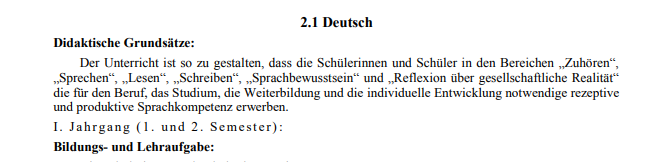 2.1 Deutsch
Didaktische Grundsätze:
Der Unterricht ist so zu gestalten, dass die Schülerinnen und Schüler in den Bereichen „Zuhören“,
„Sprechen“, „Lesen“, „Schreiben“, „Sprachbewusstsein“ und „Reflexion über gesellschaftliche Realität“
die für den Beruf, das Studium, die Weiterbildung und die individuelle Entwicklung notwendige rezeptive
und produktive Sprachkompetenz erwerben.
I. Jahrgang (1. und 2. Semester):
Bildungs- und Lehraufgabe: